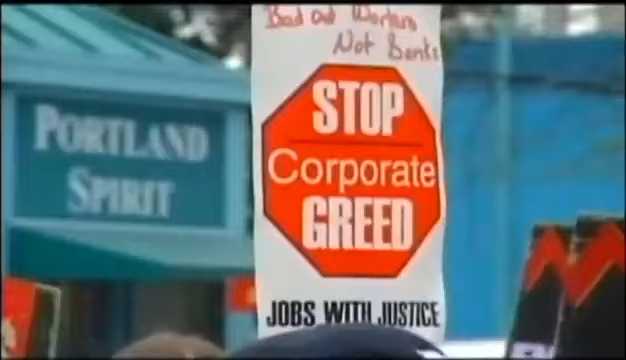 Bail out Workers
Not Banks
PORTLAND
SPIRIT
STOP
Corporate
GREED
JOBS WITH JUSTICE